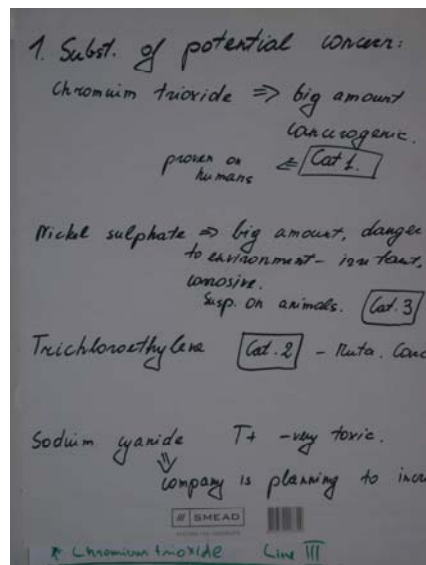 1. Subst. of potential concern:
Chromium trioxide ⇒ big amount
cancerogenic.
proven on ⇐ Cat 1.
humans
Nickel sulphate ⇒ big amount, danger
to environment - irritant,
corrosive.
Susp. on animals. Cat. 3
Trichloroethylene Cat. 2 - Muta. Canc
Sodium cyanide T+ - very toxic.
⇓
company is planning to incre
SMEAD
* Chromium trioxide Line III